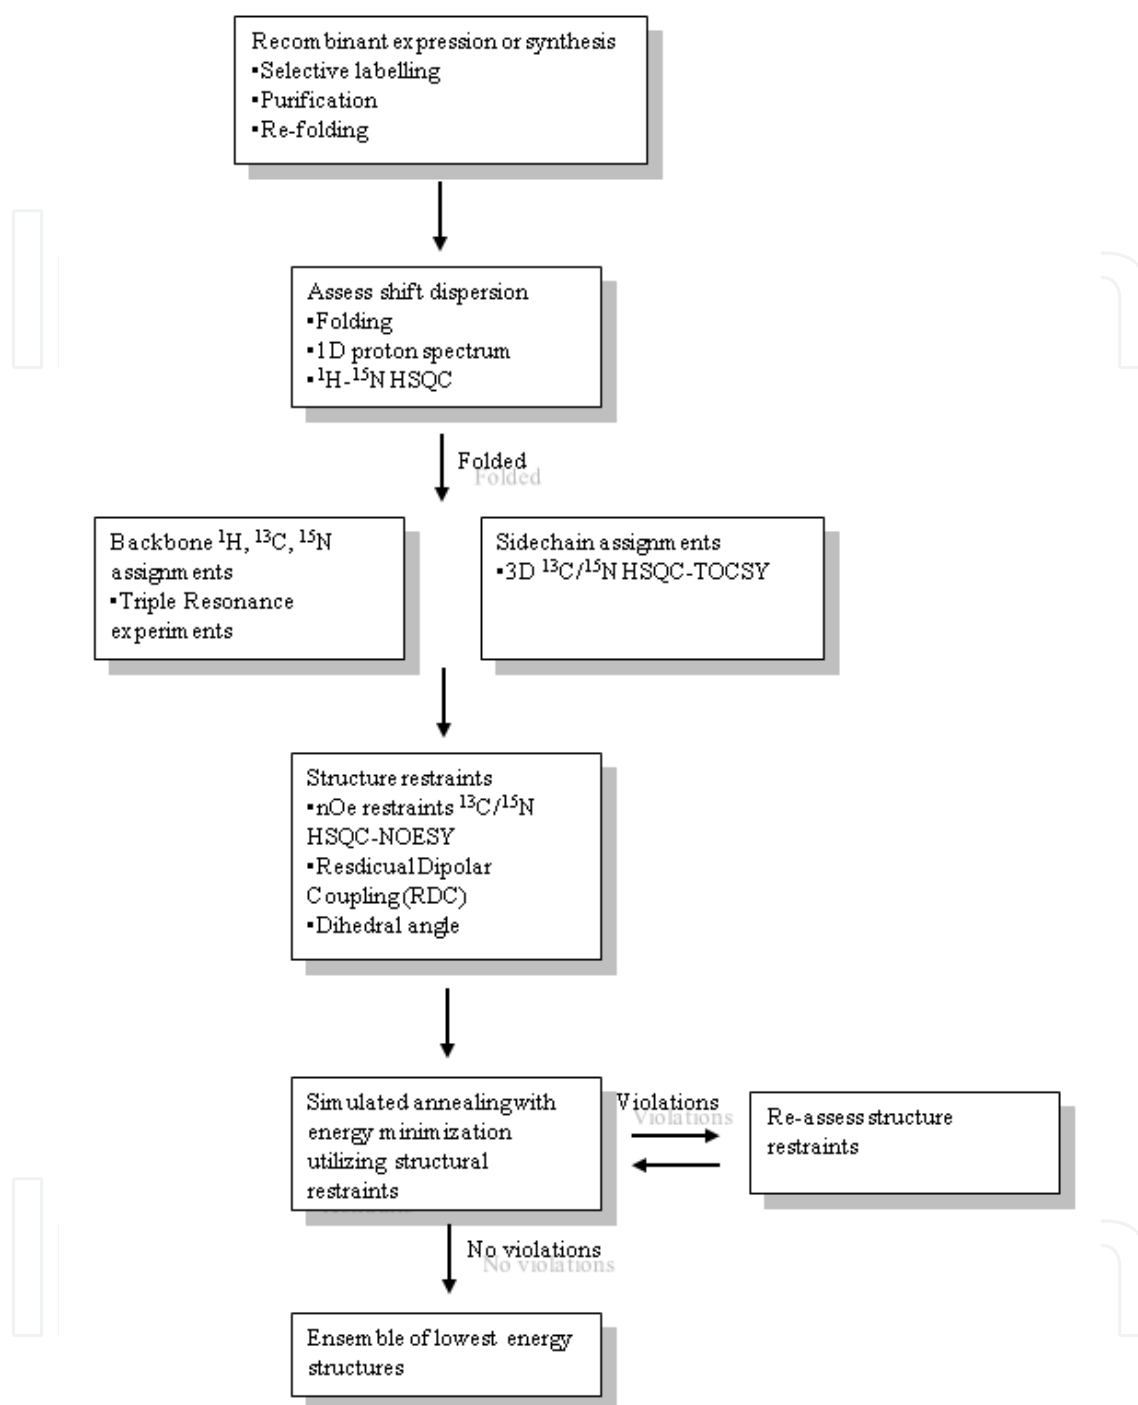 Recombinant expression or synthesis
▪Selective labelling
▪Purification
▪Re-folding
Assess shift dispersion
▪Folding
▪1D proton spectrum
▪¹H-¹⁵N HSQC
Folded
Backbone ¹H, ¹³C, ¹⁵N
assignments
▪Triple Resonance
experiments
Sidechain assignments
▪3D ¹³C/¹⁵N HSQC-TOCSY
Structure restraints
▪nOe restraints ¹³C/¹⁵N
HSQC-NOESY
▪Resdicual Dipolar
Coupling (RDC)
▪Dihedral angle
Simulated annealing with
energy minimization
utilizing structural
restraints
Violations
Re-assess structure
restraints
No violations
Ensemble of lowest energy
structures